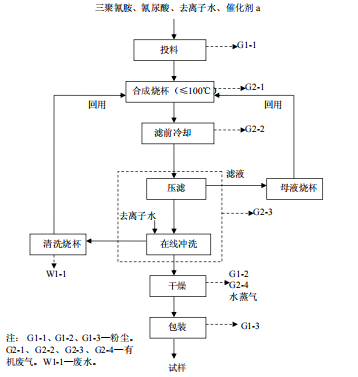 三聚氰胺、氰尿酸、去离子水、催化剂 a
投料
G1-1
合成烧杯（≤100℃）
G2-1
回用
回用
滤前冷却
G2-2
滤液
压滤
母液烧杯
去离子水
G2-3
清洗烧杯
在线冲洗
W1-1
干燥
G1-2
G2-4
水蒸气
包装
G1-3
注： G1-1、G1-2、G1-3—粉尘。
G2-1、G2-2、G2-3、G2-4—有
机废气。W1-1—废水。
试样